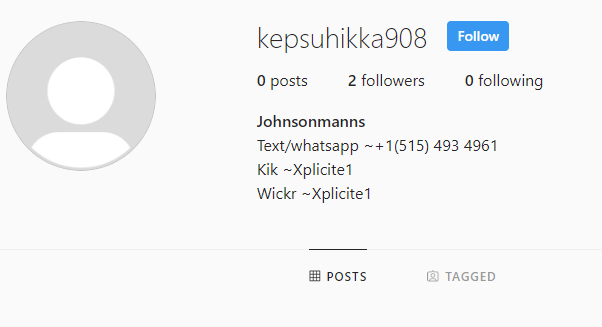 kepsuhikka908 Follow
0 posts 2 followers 0 following
Johnsonmanns
Text/whatsapp ~+1(515) 493 4961
Kik ~Xplicite1
Wickr ~Xplicite1
POSTS TAGGED